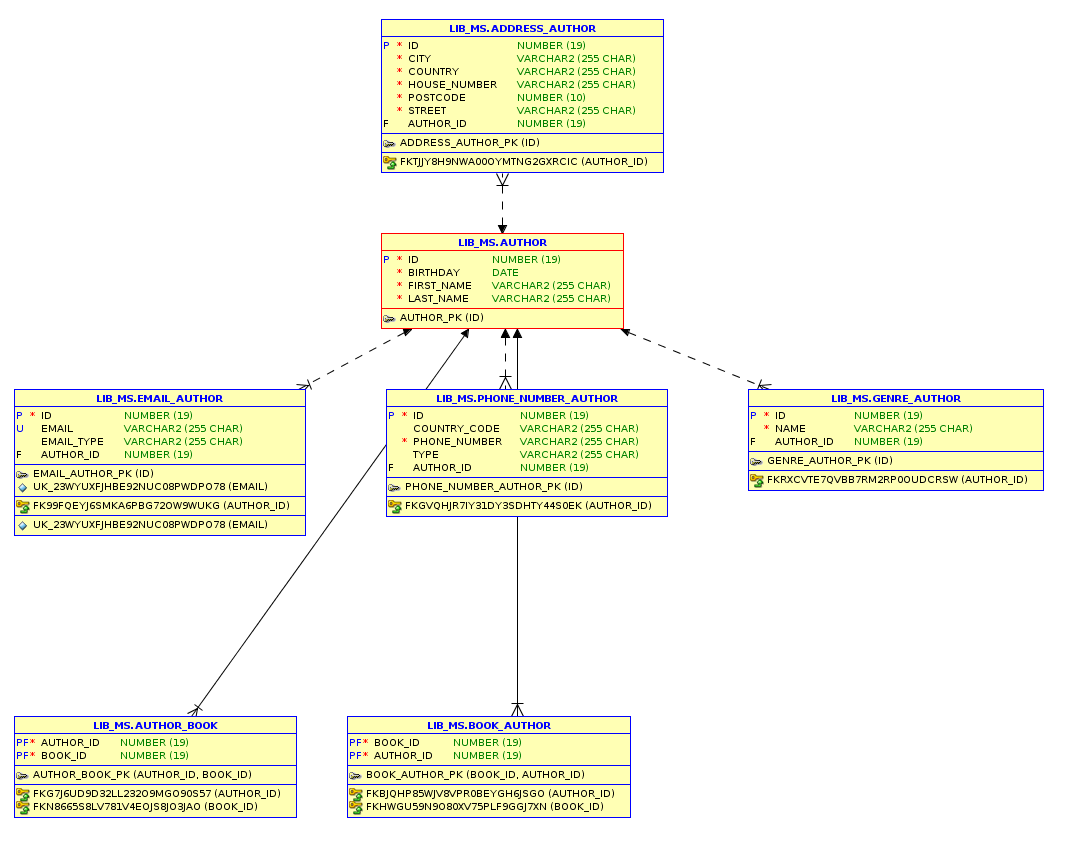 LIB_MS.ADDRESS_AUTHOR
P * ID NUMBER (19)
* CITY VARCHAR2 (255 CHAR)
* COUNTRY VARCHAR2 (255 CHAR)
* HOUSE_NUMBER VARCHAR2 (255 CHAR)
* POSTCODE NUMBER (10)
* STREET VARCHAR2 (255 CHAR)
F AUTHOR_ID NUMBER (19)
ADDRESS_AUTHOR_PK (ID)
FKTJJY8H9NWA00OYMTNG2GXRCIC (AUTHOR_ID)
LIB_MS.AUTHOR
P * ID NUMBER (19)
* BIRTHDAY DATE
* FIRST_NAME VARCHAR2 (255 CHAR)
* LAST_NAME VARCHAR2 (255 CHAR)
AUTHOR_PK (ID)
LIB_MS.EMAIL_AUTHOR
P * ID NUMBER (19)
U EMAIL VARCHAR2 (255 CHAR)
EMAIL_TYPE VARCHAR2 (255 CHAR)
F AUTHOR_ID NUMBER (19)
EMAIL_AUTHOR_PK (ID)
UK_23WYUXFJHBE92NUC08PWDPO78 (EMAIL)
FK99FQEYJ6SMKA6PBG72OW9WUKG (AUTHOR_ID)
UK_23WYUXFJHBE92NUC08PWDPO78 (EMAIL)
LIB_MS.PHONE_NUMBER_AUTHOR
P * ID NUMBER (19)
COUNTRY_CODE VARCHAR2 (255 CHAR)
* PHONE_NUMBER VARCHAR2 (255 CHAR)
TYPE VARCHAR2 (255 CHAR)
F AUTHOR_ID NUMBER (19)
PHONE_NUMBER_AUTHOR_PK (ID)
FKGVQHJR7IY31DY3SDHTY44S0EK (AUTHOR_ID)
LIB_MS.GENRE_AUTHOR
P * ID NUMBER (19)
* NAME VARCHAR2 (255 CHAR)
F AUTHOR_ID NUMBER (19)
GENRE_AUTHOR_PK (ID)
FKRXCVTE7QVBB7RM2RP0OUDCRSW (AUTHOR_ID)
LIB_MS.AUTHOR_BOOK
PF* AUTHOR_ID NUMBER (19)
PF* BOOK_ID NUMBER (19)
AUTHOR_BOOK_PK (AUTHOR_ID, BOOK_ID)
FKG7J6UD9D32LL232O9MGO90S57 (AUTHOR_ID)
FKN8665S8LV781V4EOJS8JO3JAO (BOOK_ID)
LIB_MS.BOOK_AUTHOR
PF* BOOK_ID NUMBER (19)
PF* AUTHOR_ID NUMBER (19)
BOOK_AUTHOR_PK (BOOK_ID, AUTHOR_ID)
FKBJQHP85WJV8VPR0BEYGH6JSGO (AUTHOR_ID)
FKHWGU59N9O80XV75PLF9GGJ7XN (BOOK_ID)